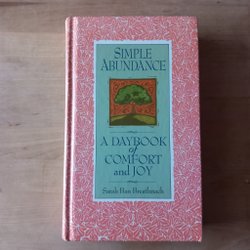 SIMPLE
ABUNDANCE
A DAYBOOK
of
COMFORT
and JOY
Sarah Ban Breathnach